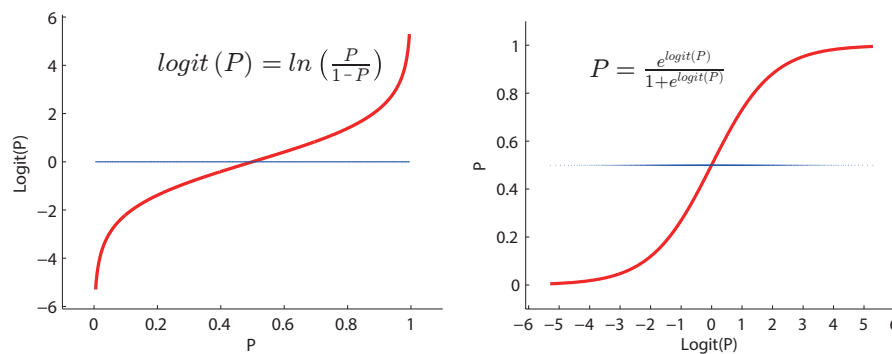 6
4
2
0
−2
−4
−6
Logit(P)
logit (P) = ln (P/1-P)
0 0.2 0.4 0.6 0.8 1
P
1
0.8
0.6
0.4
0.2
0
P
P = e^logit(P)/1+e^logit(P)
−6 −5 −4 −3 −2 −1 0 1 2 3 4 5 6
Logit(P)